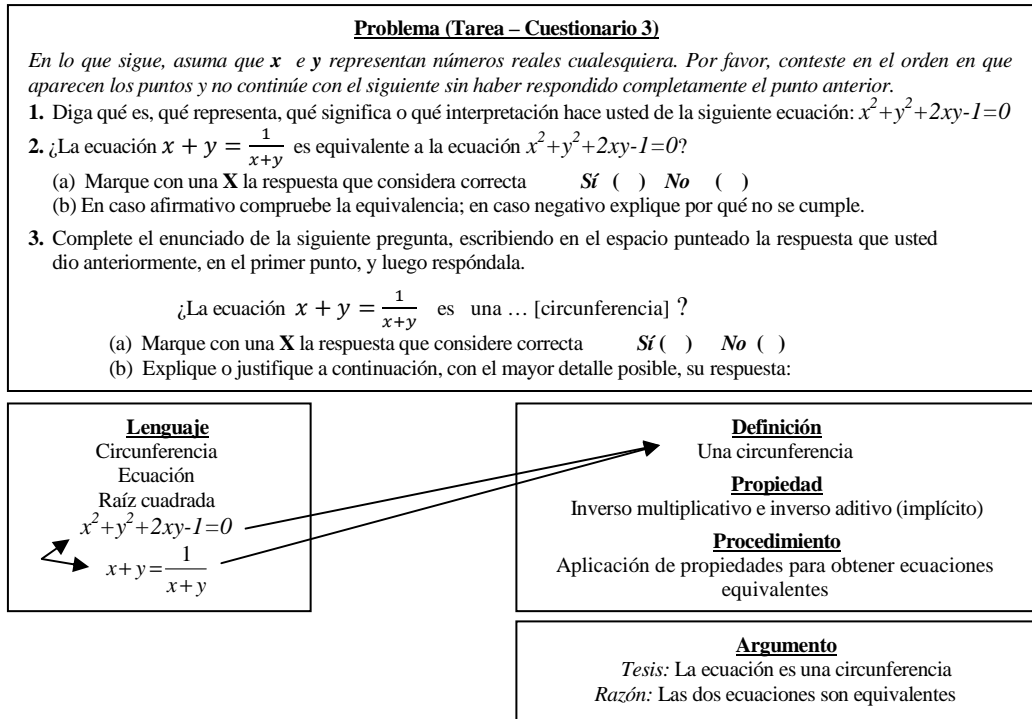 Problema (Tarea – Cuestionario 3)
En lo que sigue, asuma que x e y representan números reales cualesquiera. Por favor, conteste en el orden en que
aparecen los puntos y no continúe con el siguiente sin haber respondido completamente el punto anterior.
1. Diga qué es, qué representa, qué significa o qué interpretación hace usted de la siguiente ecuación: x²+y²+2xy-1=0
2. ¿La ecuación x + y = 1/(x+y) es equivalente a la ecuación x²+y²+2xy-1=0?
(a) Marque con una X la respuesta que considera correcta Sí ( ) No ( )
(b) En caso afirmativo compruebe la equivalencia; en caso negativo explique por qué no se cumple.
3. Complete el enunciado de la siguiente pregunta, escribiendo en el espacio punteado la respuesta que usted
dio anteriormente, en el primer punto, y luego respóndala.
¿La ecuación x + y = 1/(x+y) es una … [circunferencia] ?
(a) Marque con una X la respuesta que considere correcta Sí ( ) No ( )
(b) Explique o justifique a continuación, con el mayor detalle posible, su respuesta:
Lenguaje
Circunferencia
Ecuación
Raíz cuadrada
x²+y²+2xy-1=0
x+y=1/(x+y)
Definición
Una circunferencia
Propiedad
Inverso multiplicativo e inverso aditivo (implícito)
Procedimiento
Aplicación de propiedades para obtener ecuaciones
equivalentes
Argumento
Tesis: La ecuación es una circunferencia
Razón: Las dos ecuaciones son equivalentes